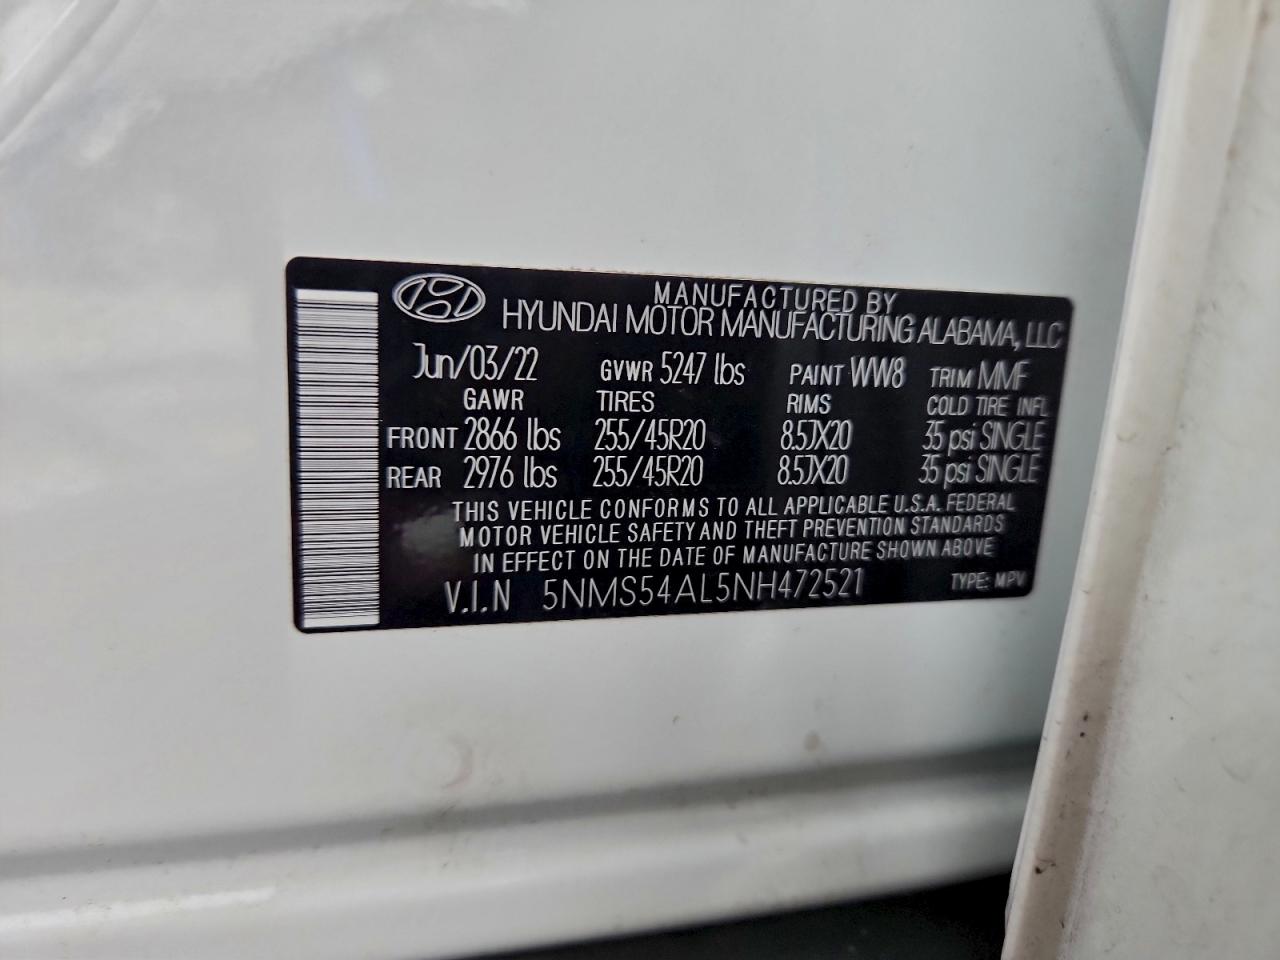 MANUFACTURED BY
HYUNDAI MOTOR MANUFACTURING ALABAMA, LLC
Jun/03/22 GVWR 5247 lbs PAINT WW8 TRIM MMF
GAWR TIRES RIMS COLD TIRE INFL
FRONT 2866 lbs 255/45R20 8.5JX20 35 psi SINGLE
REAR 2976 lbs 255/45R20 8.5JX20 35 psi SINGLE
THIS VEHICLE CONFORMS TO ALL APPLICABLE U.S.A. FEDERAL
MOTOR VEHICLE SAFETY AND THEFT PREVENTION STANDARDS
IN EFFECT ON THE DATE OF MANUFACTURE SHOWN ABOVE
V.I.N 5NMS54AL5NH472521 TYPE: MPV